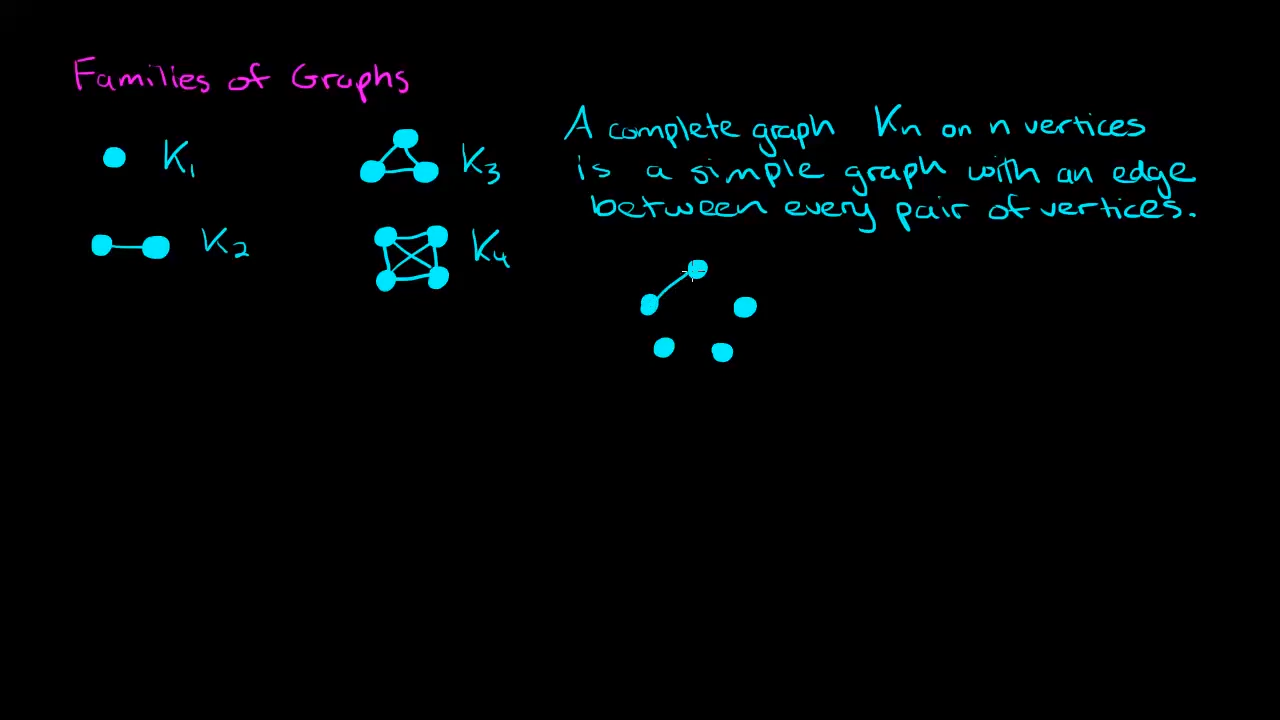 Families of Graphs
K1
K2
K3
K4
A complete graph Kn on n vertices
is a simple graph with an edge
between every pair of vertices.